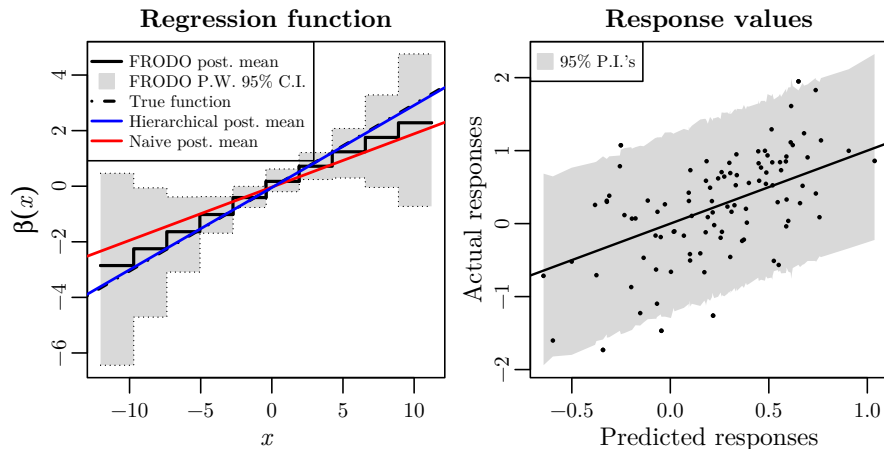 Regression function
FRODO post. mean
FRODO P.W. 95% C.I.
True function
Hierarchical post. mean
Naive post. mean
β(x)
4
2
0
−2
−4
−6
−10
−5
0
5
10
x
Response values
95% P.I.'s
Actual responses
2
1
0
−1
−2
−0.5
0.0
0.5
1.0
Predicted responses